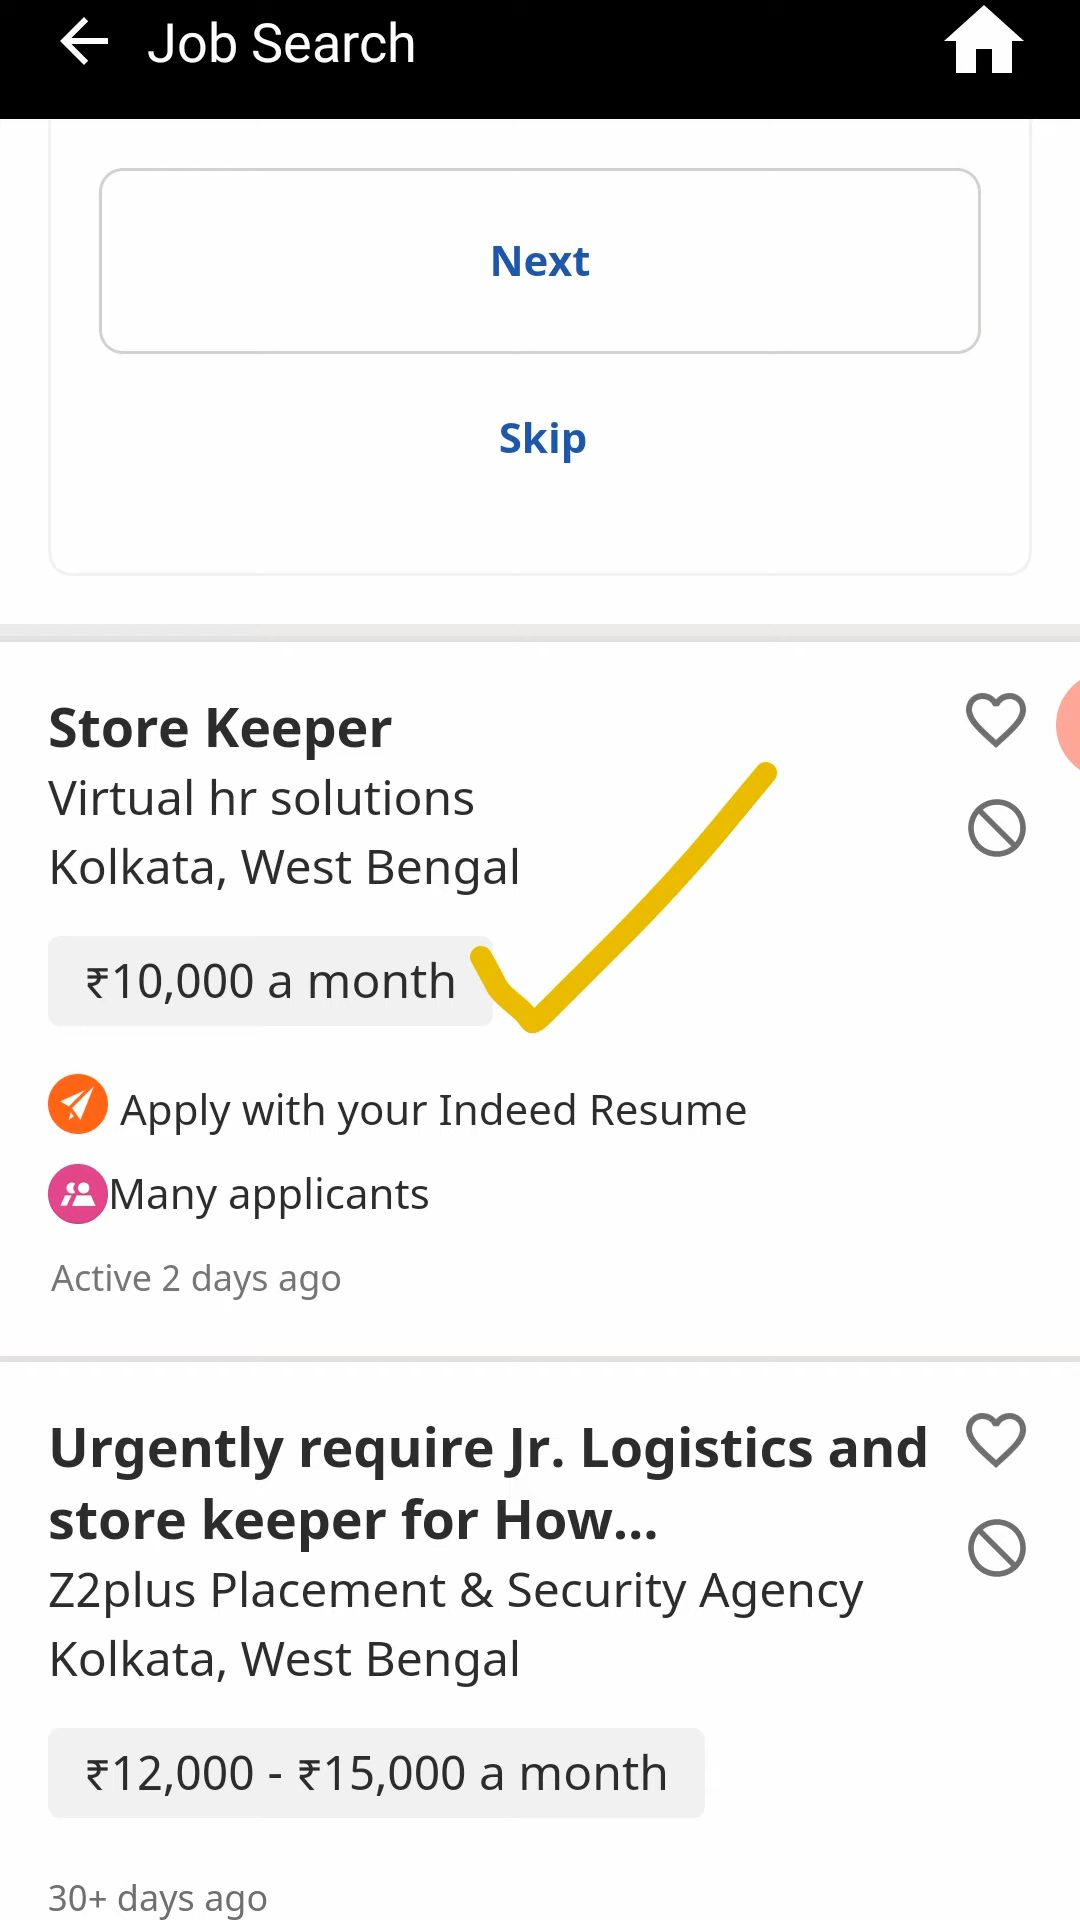 Job Search
Next
Skip
Store Keeper
Virtual hr solutions
Kolkata, West Bengal
₹10,000 a month
Apply with your Indeed Resume
Many applicants
Active 2 days ago
Urgently require Jr. Logistics and
store keeper for How...
Z2plus Placement & Security Agency
Kolkata, West Bengal
₹12,000 - ₹15,000 a month
30+ days ago